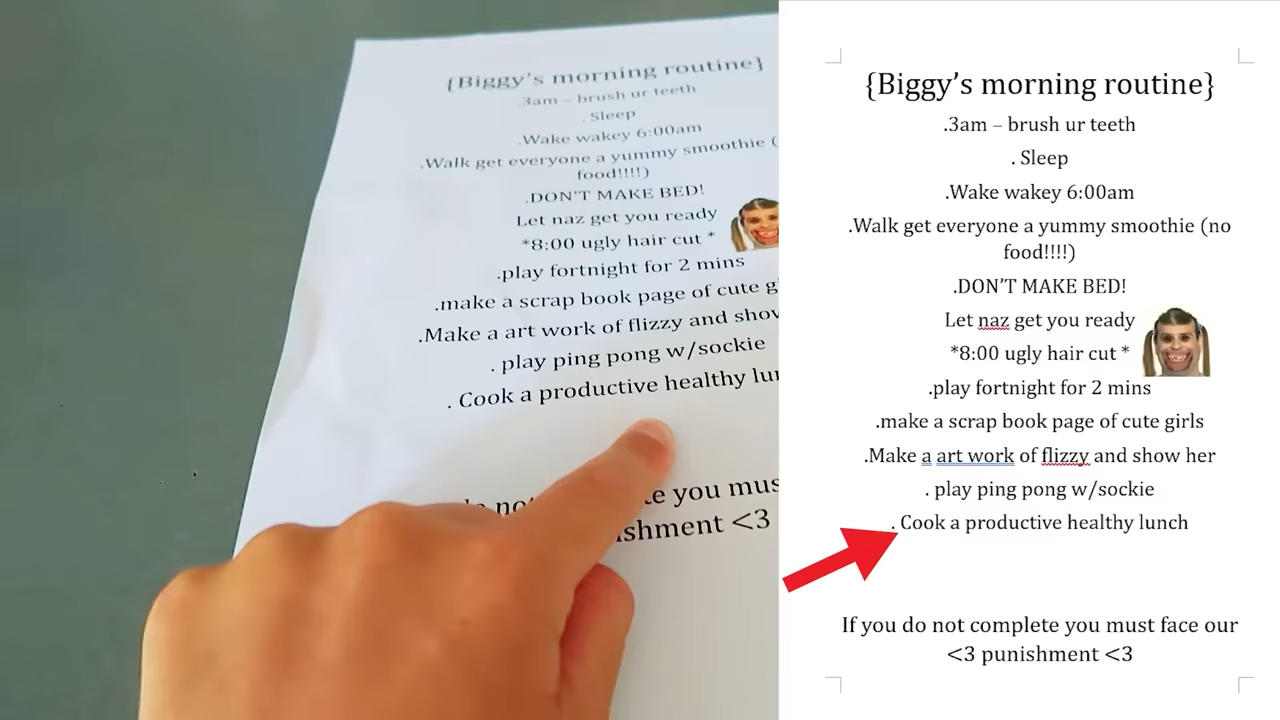 {Biggy's morning routine}
.3am – brush ur teeth
. Sleep
.Wake wakey 6:00am
.Walk get everyone a yummy smoothie (
food!!!!)
.DON'T MAKE BED!
Let naz get you ready
*8:00 ugly hair cut *
.play fortnight for 2 mins
.make a scrap book page of cute
.Make a art work of flizzy and
. play ping pong w/sockie
. Cook a productive healthy
you
<3
{Biggy's morning routine}
.3am – brush ur teeth
. Sleep
.Wake wakey 6:00am
.Walk get everyone a yummy smoothie (no
food!!!!)
.DON'T MAKE BED!
Let naz get you ready
*8:00 ugly hair cut *
.play fortnight for 2 mins
.make a scrap book page of cute girls
.Make a art work of flizzy and show her
. play ping pong w/sockie
. Cook a productive healthy lunch
If you do not complete you must face our
<3 punishment <3